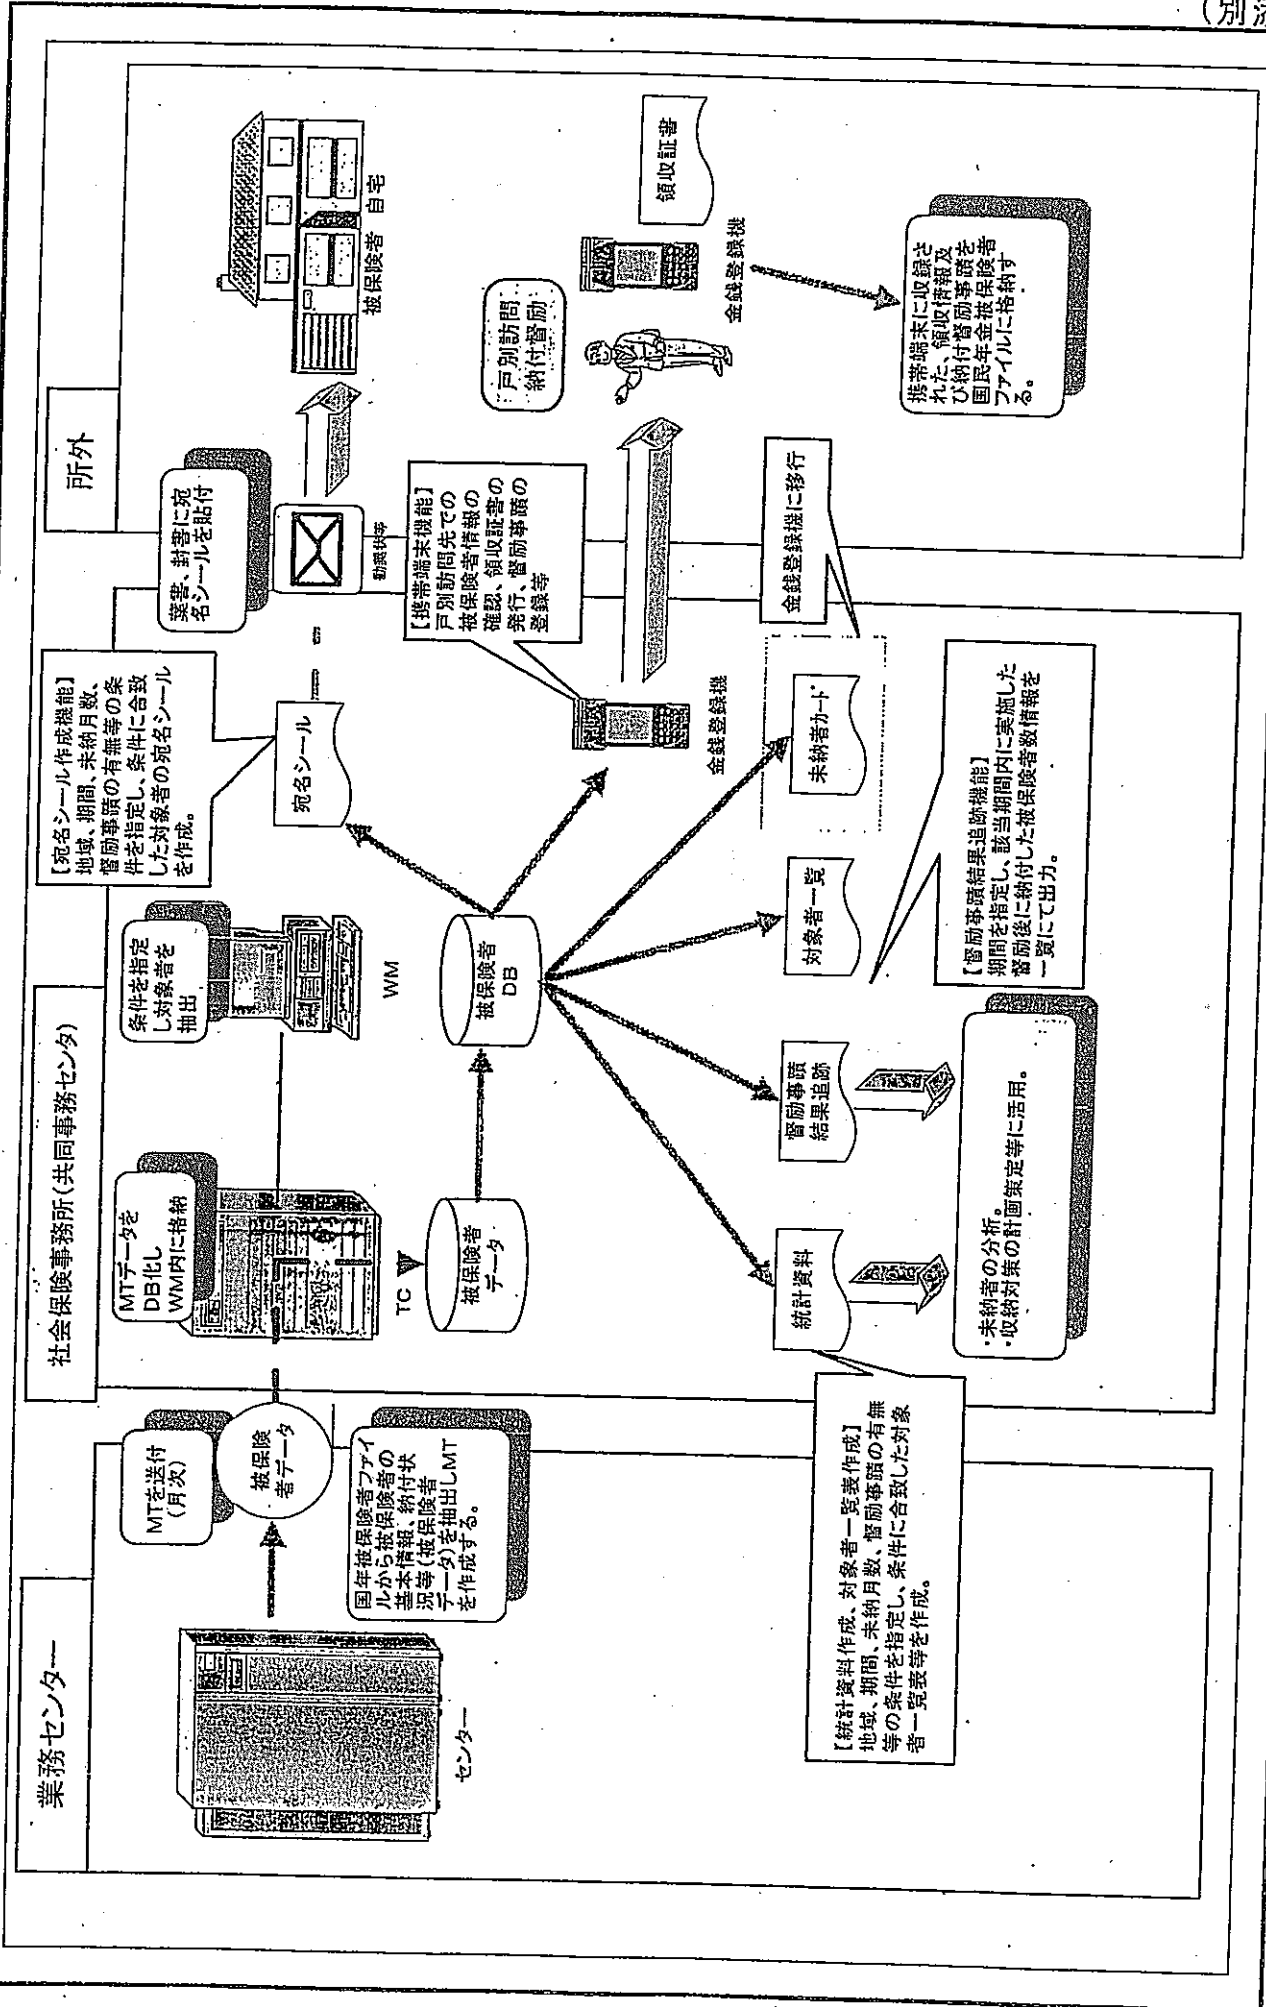 (別添
業務センター
社会保険事務所(共同事務センタ)
所外
MTを送付
(月次)
被保険
者データ
国年被保険者ファイ
ルから被保険者の
基本情報、納付状
況等(被保険者
データ)を抽出しMT
を作成する。
センター
MTデータを
DB化し
WM内に格納
TC
被保険者
データ
条件を指定
し対象者を
抽出
WM
被保険者
DB
【宛名シール作成機能】
地域、期間、未納月数、
督励事蹟の有無等の条
件を指定し、条件に合致
した対象者の宛名シール
を作成。
宛名シール
葉書、封書に宛
名シールを貼付
被保険者 自宅
【携帯端末機能】
戸別訪問先での
被保険者情報の
確認、領収証書の
発行、督励事蹟の
登録等
金銭登録機
戸別訪問
納付督励
金銭登録機
領収証書
携帯端末に収録さ
れた、領収情報及
び納付督励事蹟を
国民年金被保険者
ファイルに格納す
る。
統計資料
督励事蹟
結果追跡
対象者一覧
未納者カード
金銭登録機に移行
【督励事蹟結果追跡機能】
期間を指定し、該当期間内に実施した
督励後に納付した被保険者数情報を
一覧にて出力。
・未納者の分析。
・収納対策の計画策定等に活用。
【統計資料作成、対象者一覧表作成】
地域、期間、未納月数、督励事蹟の有無
等の条件を指定し、条件に合致した対象
者一覧表等を作成。